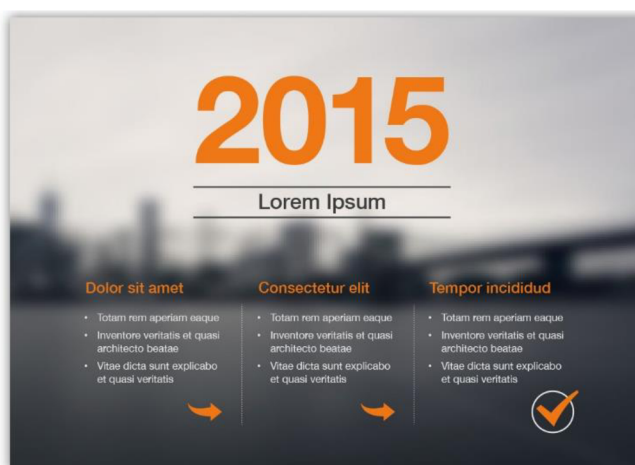 2015
Lorem Ipsum
Dolor sit amet
• Totam rem aperiam eaque
• Inventore veritatis et quasi
architecto beatae
• Vitae dicta sunt explicabo
et quasi veritatis
Consectetur elit
• Totam rem aperiam eaque
• Inventore veritatis et quasi
architecto beatae
• Vitae dicta sunt explicabo
et quasi veritatis
Tempor incididud
• Totam rem aperiam eaque
• Inventore veritatis et quasi
architecto beatae
• Vitae dicta sunt explicabo
et quasi veritatis